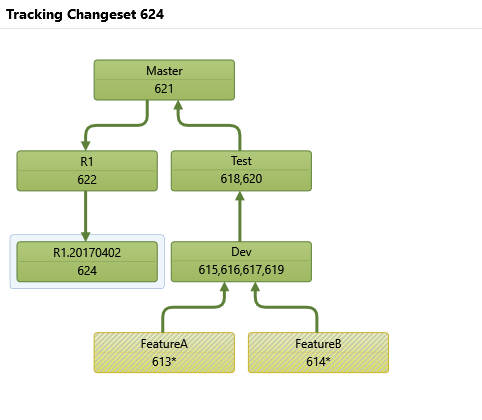 Tracking Changeset 624
Master
621
R1
622
Test
618,620
R1.20170402
624
Dev
615,616,617,619
FeatureA
613*
FeatureB
614*